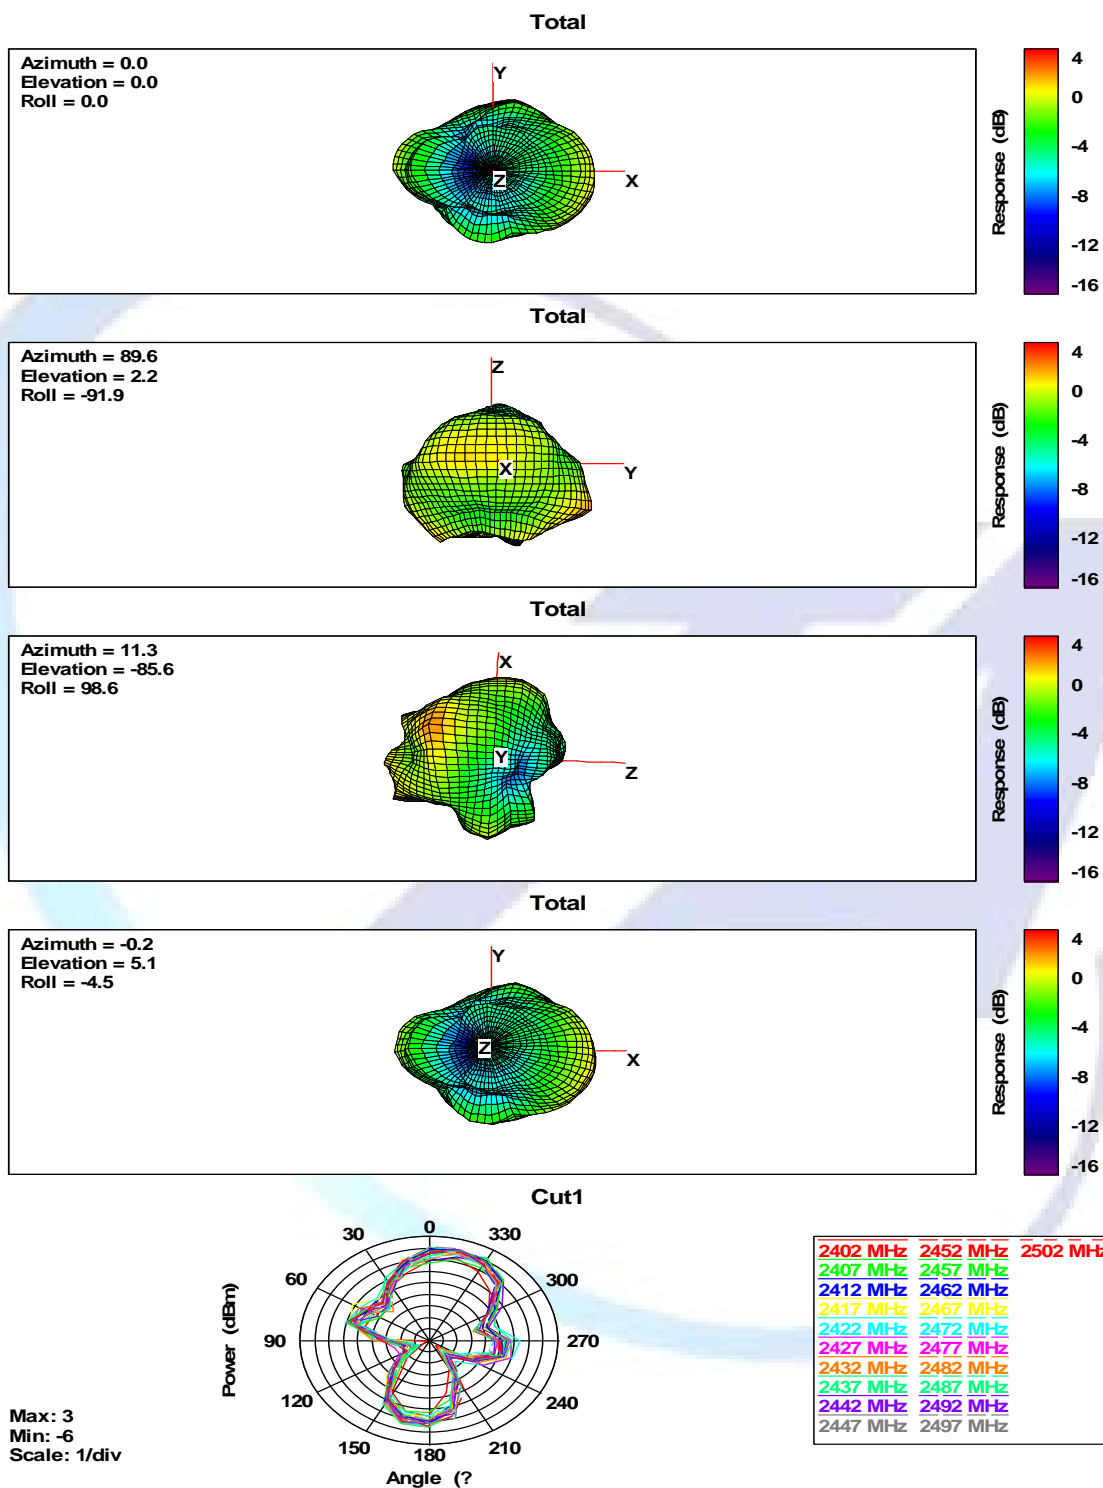 Total
Azimuth = 0.0
Elevation = 0.0
Roll = 0.0
Y
Z
X
Response (dB)
4
0
-4
-8
-12
-16
Total
Azimuth = 89.6
Elevation = 2.2
Roll = -91.9
Z
X
Y
Response (dB)
4
0
-4
-8
-12
-16
Total
Azimuth = 11.3
Elevation = -85.6
Roll = 98.6
X
Y
Z
Response (dB)
4
0
-4
-8
-12
-16
Total
Azimuth = -0.2
Elevation = 5.1
Roll = -4.5
Y
Z
X
Response (dB)
4
0
-4
-8
-12
-16
Cut1
0
30
330
60
300
90
270
120
240
150
210
180
Power (dBm)
Angle (?
Max: 3
Min: -6
Scale: 1/div
2402 MHz 2452 MHz 2502 MHz
2407 MHz 2457 MHz
2412 MHz 2462 MHz
2417 MHz 2467 MHz
2422 MHz 2472 MHz
2427 MHz 2477 MHz
2432 MHz 2482 MHz
2437 MHz 2487 MHz
2442 MHz 2492 MHz
2447 MHz 2497 MHz